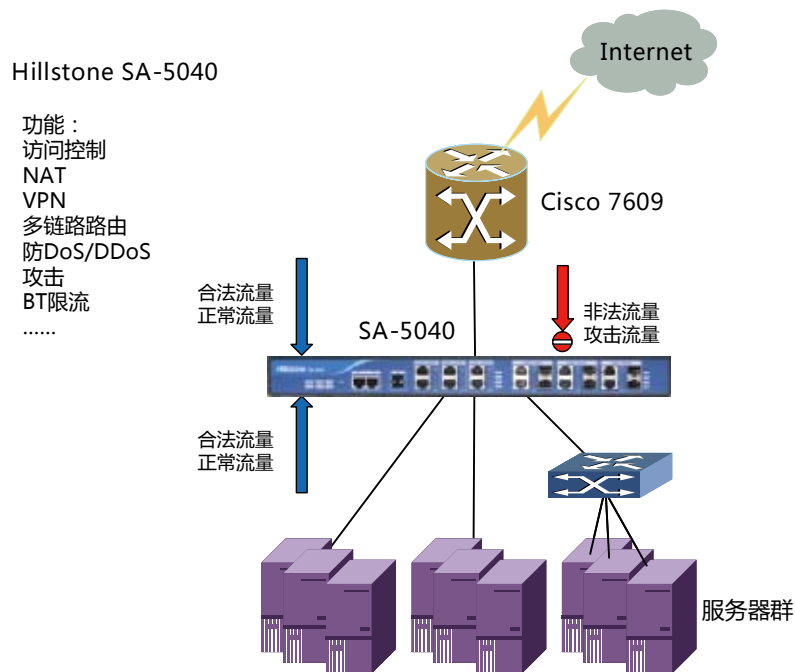 Internet
Hillstone SA-5040
功能：
访问控制
NAT
VPN
多链路路由
防DoS/DDoS
攻击
BT限流
......
Cisco 7609
合法流量
正常流量
非法流量
攻击流量
SA-5040
Hillstone
合法流量
正常流量
服务器群